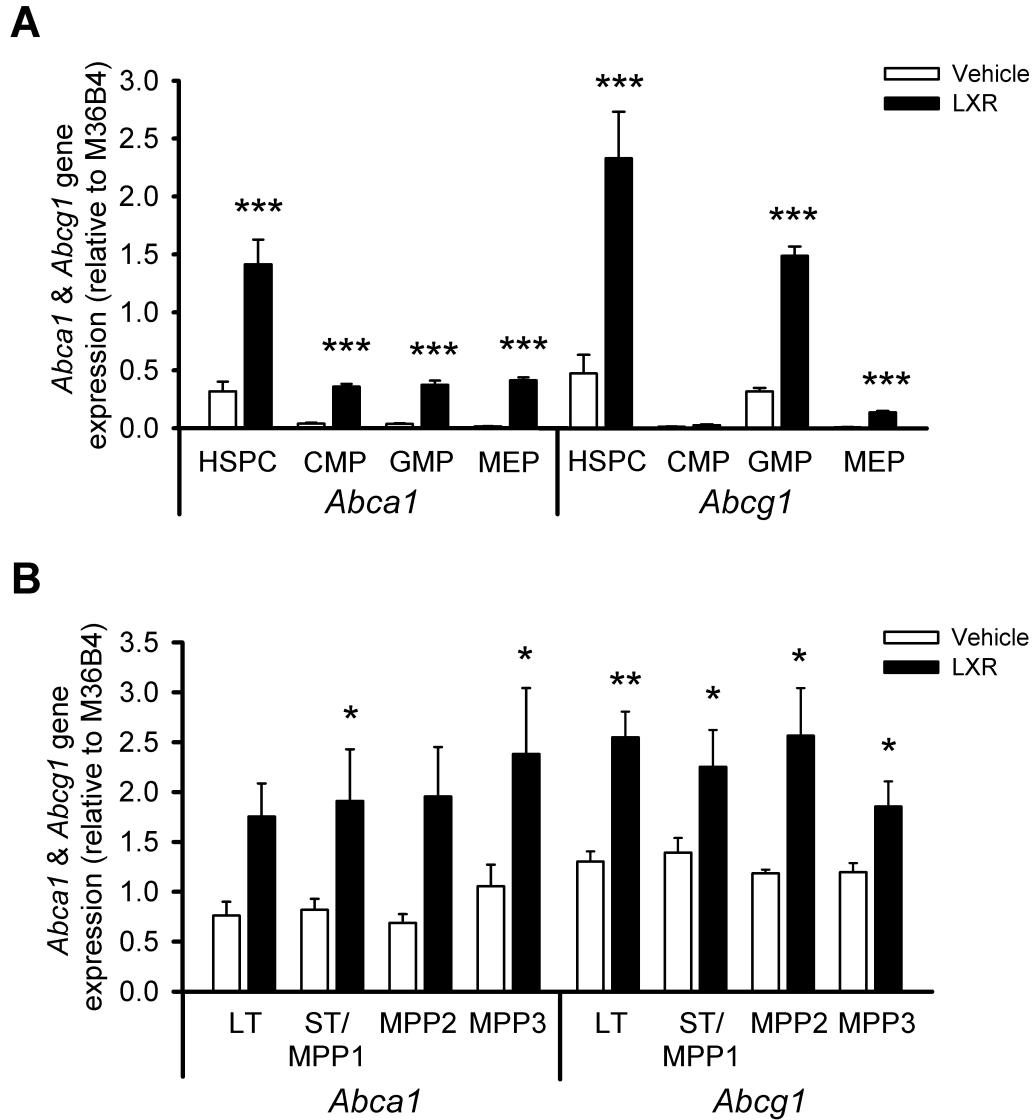 A
Abca1 & Abcg1 gene
expression (relative to M36B4)
3.0
2.5
2.0
1.5
1.0
0.5
0.0
Vehicle
LXR
***
***
***
***
***
***
***
HSPC CMP GMP MEP HSPC CMP GMP MEP
Abca1 Abcg1
B
Abca1 & Abcg1 gene
expression (relative to M36B4)
3.5
3.0
2.5
2.0
1.5
1.0
0.5
0.0
Vehicle
LXR
*
*
**
*
*
*
LT ST/ MPP2 MPP3 LT ST/ MPP2 MPP3
MPP1 MPP1
Abca1 Abcg1